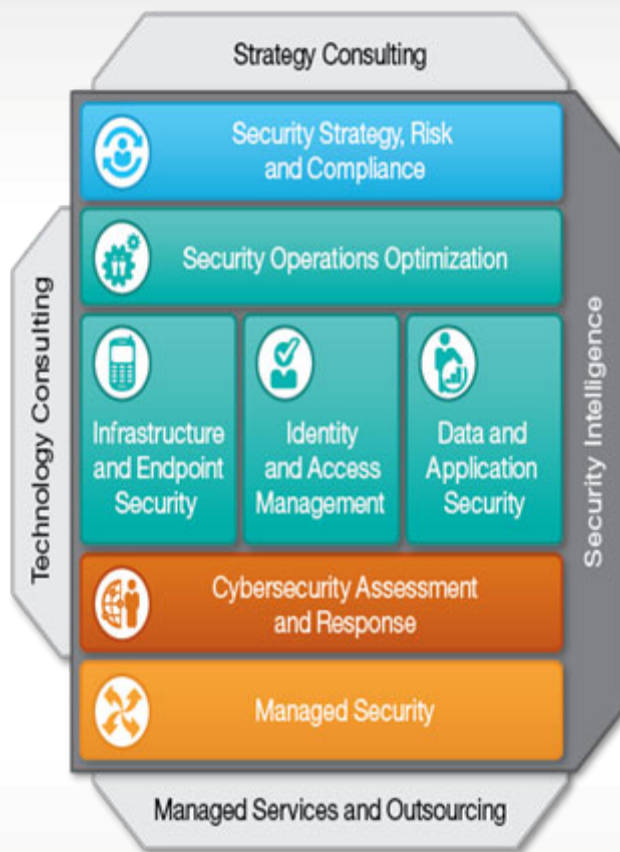 Strategy Consulting
Security Strategy, Risk
and Compliance
Security Operations Optimization
Technology Consulting
Infrastructure
and Endpoint
Security
Identity
and Access
Management
Data and
Application
Security
Security Intelligence
Cybersecurity Assessment
and Response
Managed Security
Managed Services and Outsourcing